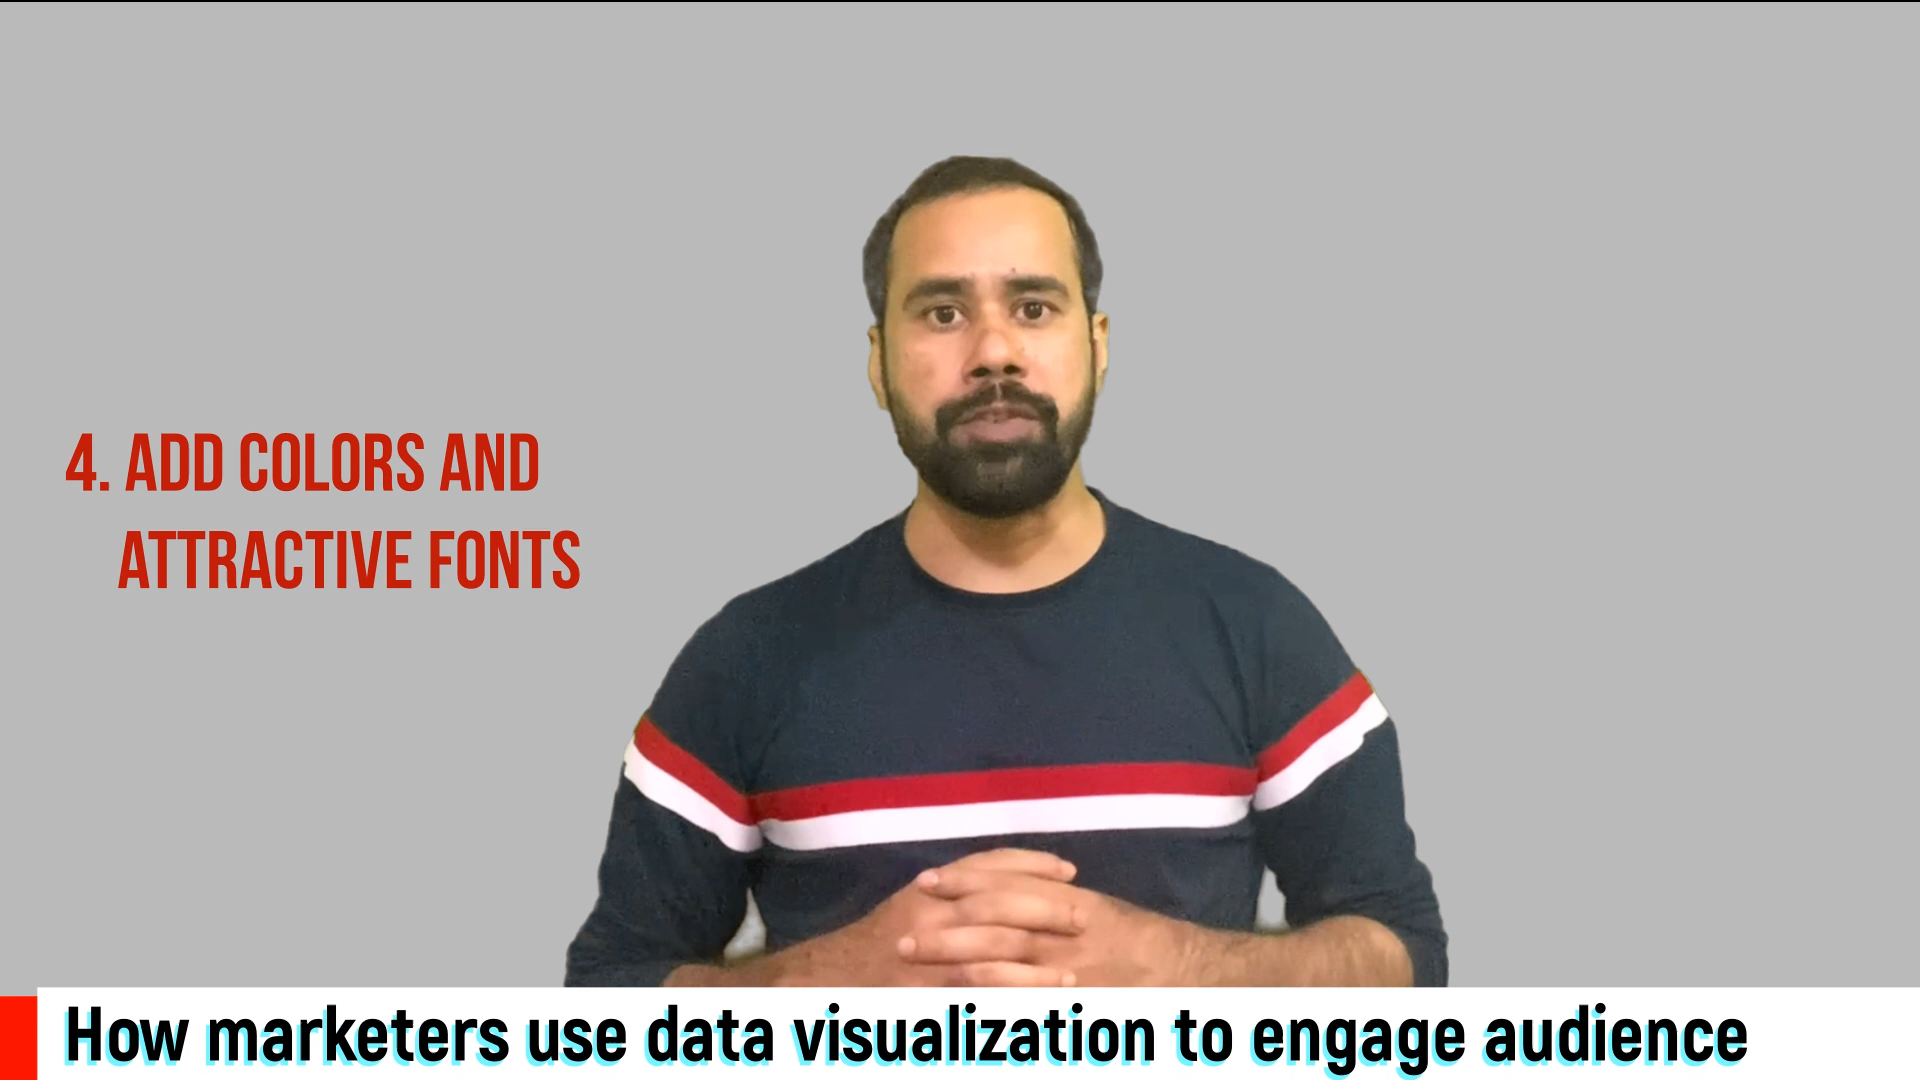 4. ADD COLORS AND
ATTRACTIVE FONTS
How marketers use data visualization to engage audience